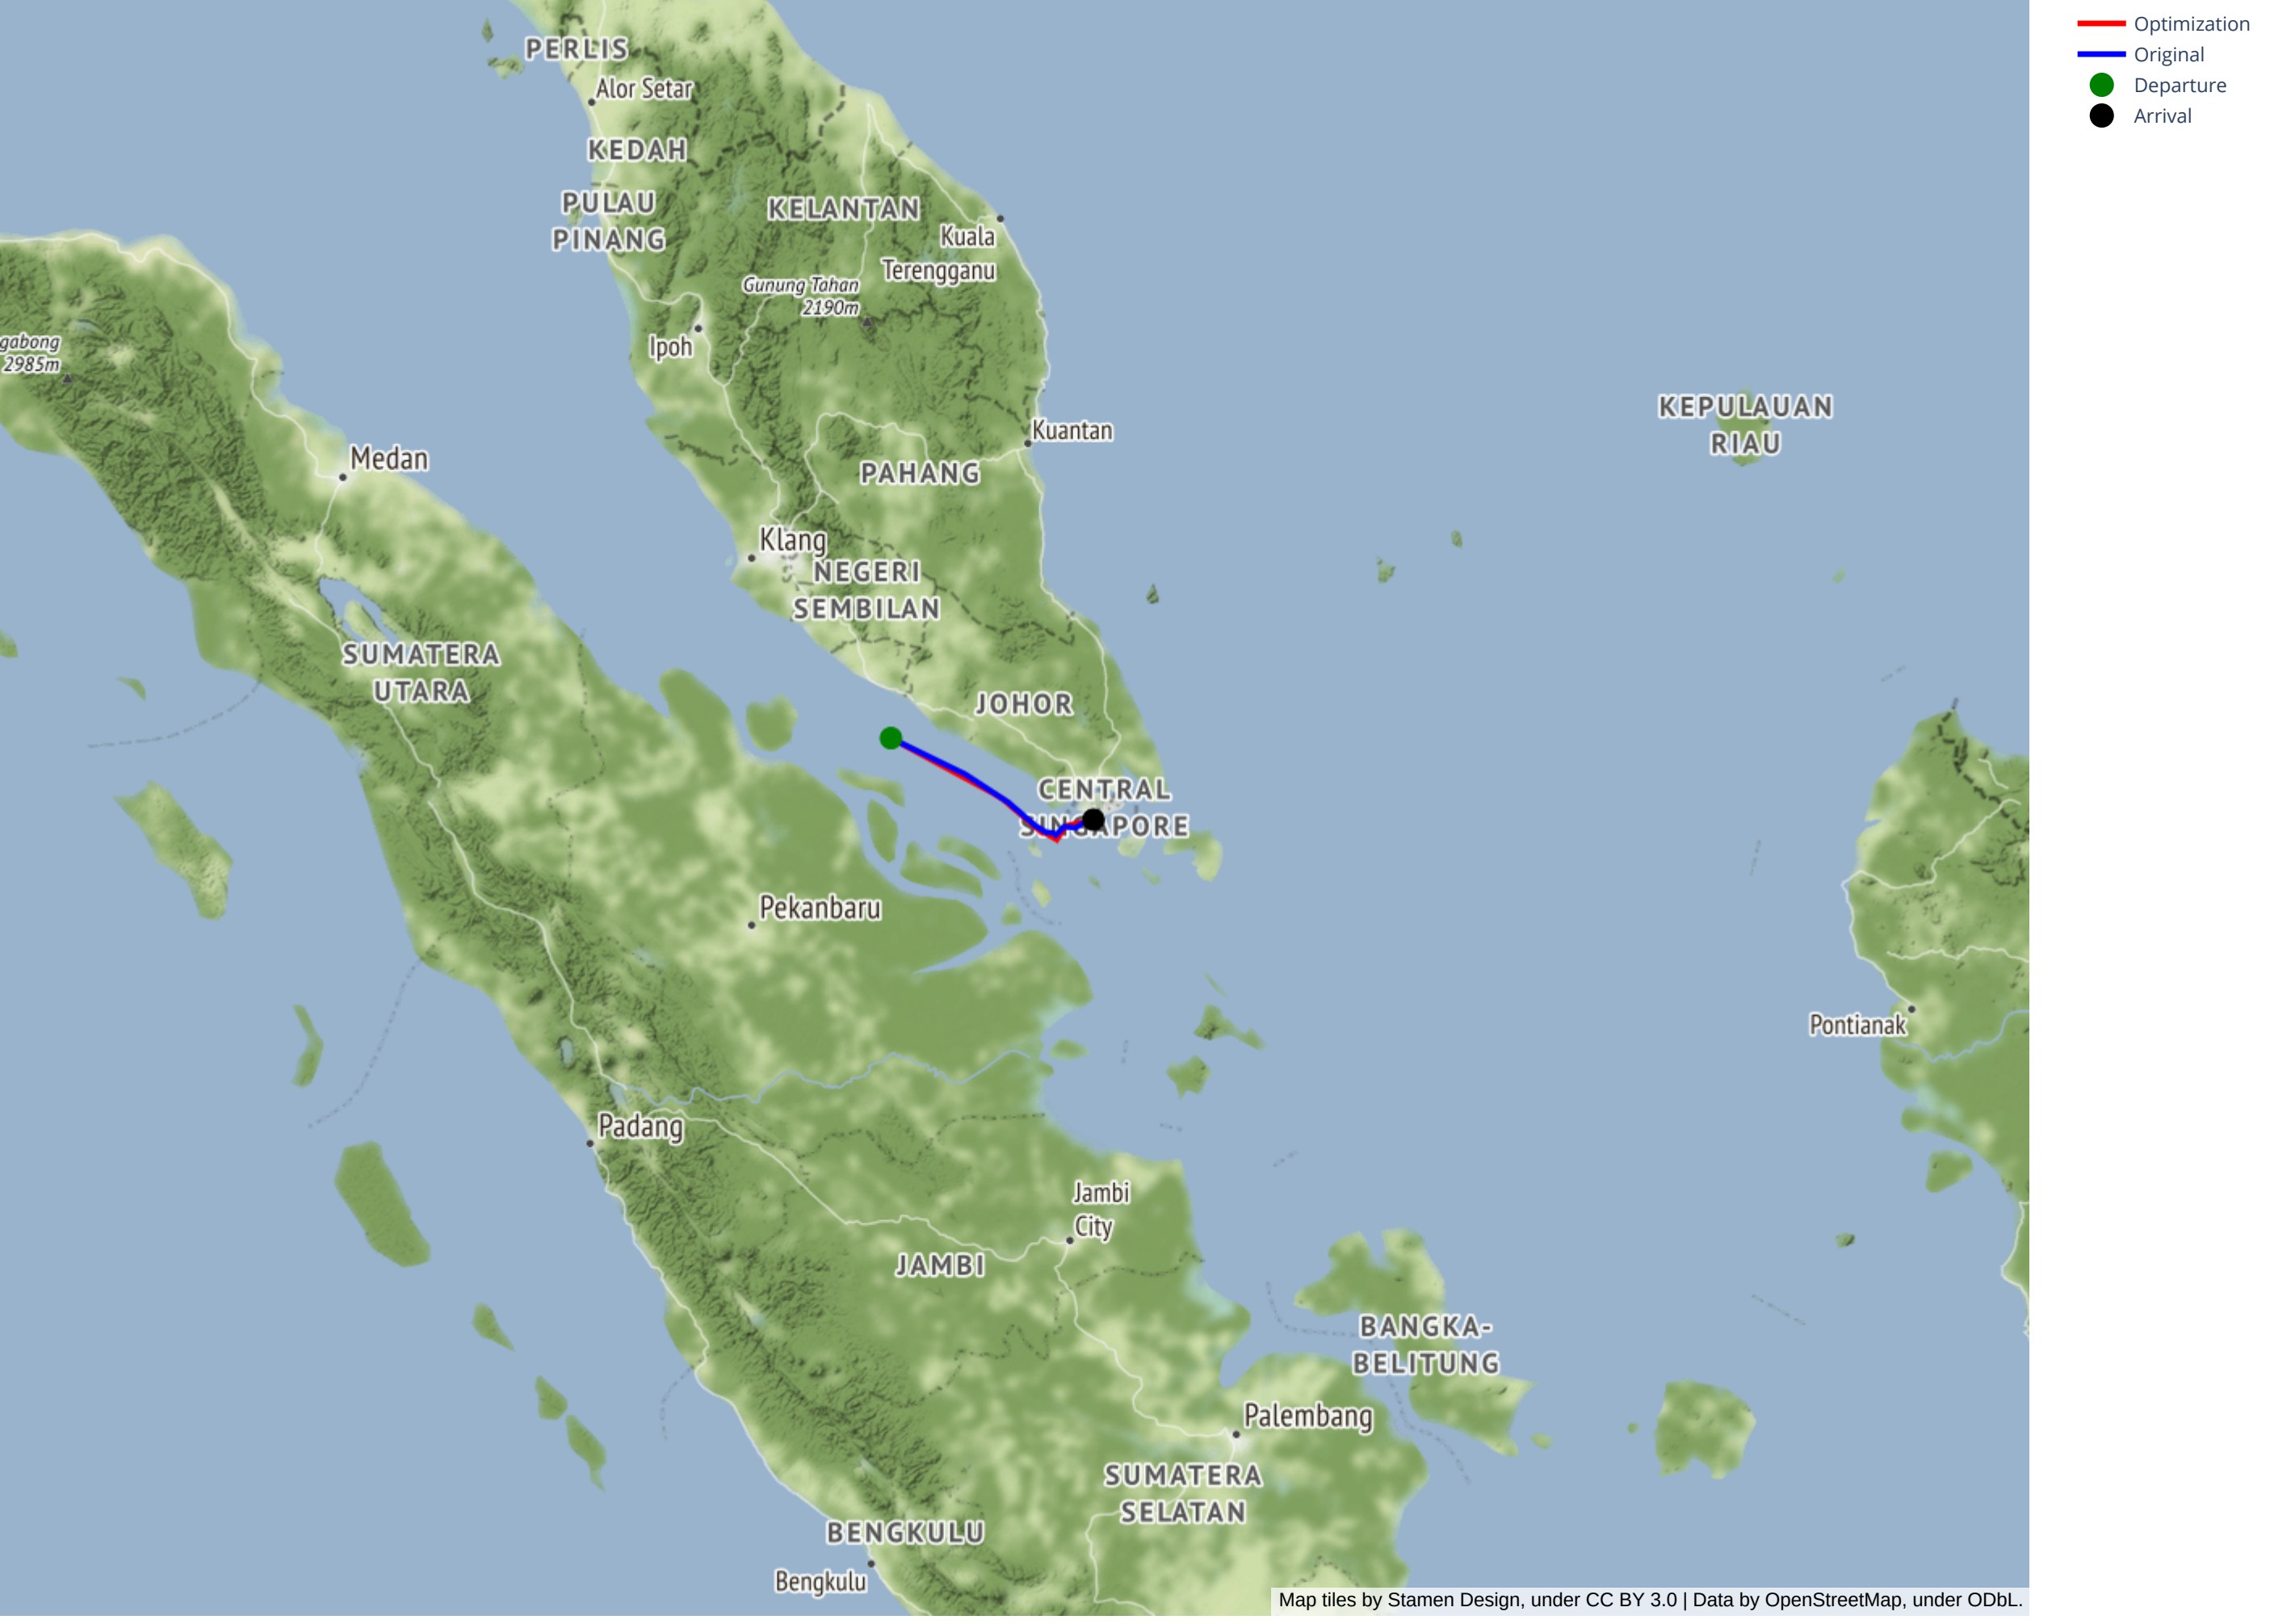 Optimization
Original
Departure
Arrival
PERLIS
Alor Setar
KEDAH
PULAU
PINANG
KELANTAN
Kuala
Terengganu
Gunung Tahan
2190m
Ipoh
gabong
2985m
KEPULAUAN
RIAU
Kuantan
Medan
PAHANG
Klang
NEGERI
SEMBILAN
SUMATERA
UTARA
JOHOR
CENTRAL
SINGAPORE
Pekanbaru
Pontianak
Padang
Jambi
City
JAMBI
BANGKA-
BELITUNG
Palembang
SUMATERA
SELATAN
BENGKULU
Bengkulu
Map tiles by Stamen Design, under CC BY 3.0 | Data by OpenStreetMap, under ODbL.